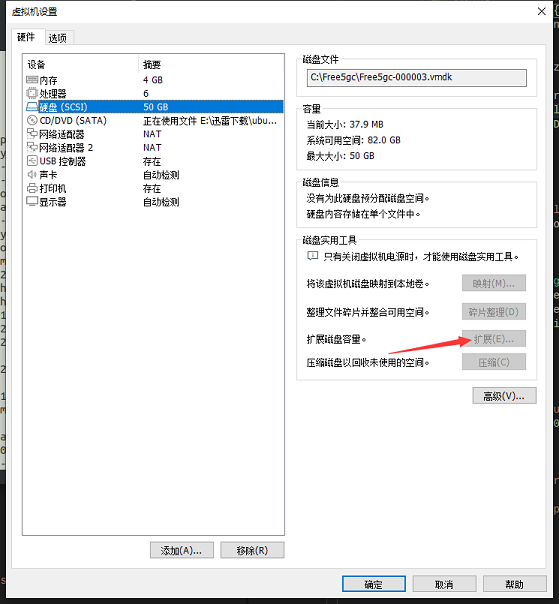 虚拟机设置
硬件 选项
设备 摘要
内存 4 GB
处理器 6
硬盘 (SCSI) 50 GB
CD/DVD (SATA) 正在使用文件 E:\迅雷下载\ubu...
网络适配器 NAT
网络适配器 2 NAT
USB 控制器 存在
声卡 自动检测
打印机 存在
显示器 自动检测
添加(A)... 移除(R)
磁盘文件
C:\Free5gc\Free5gc-000003.vmdk
容量
当前大小: 37.9 MB
系统可用空间: 82.0 GB
最大大小: 50 GB
磁盘信息
没有为此硬盘预分配磁盘空间。
硬盘内容存储在单个文件中。
磁盘实用工具
只有关闭虚拟机电源时，才能使用磁盘实用工具。
将该虚拟机磁盘映射到本地卷。 映射(M)...
整理文件碎片并整合可用空间。 碎片整理(D)
扩展磁盘容量。 扩展(E)...
压缩磁盘以回收未使用的空间。 压缩(C)
高级(V)...
确定 取消 帮助